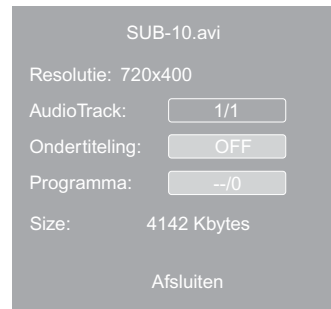 SUB-10.avi
Resolutie: 720x400
AudioTrack: 1/1
Ondertiteling: OFF
Programma: --/0
Size: 4142 Kbytes
Afsluiten